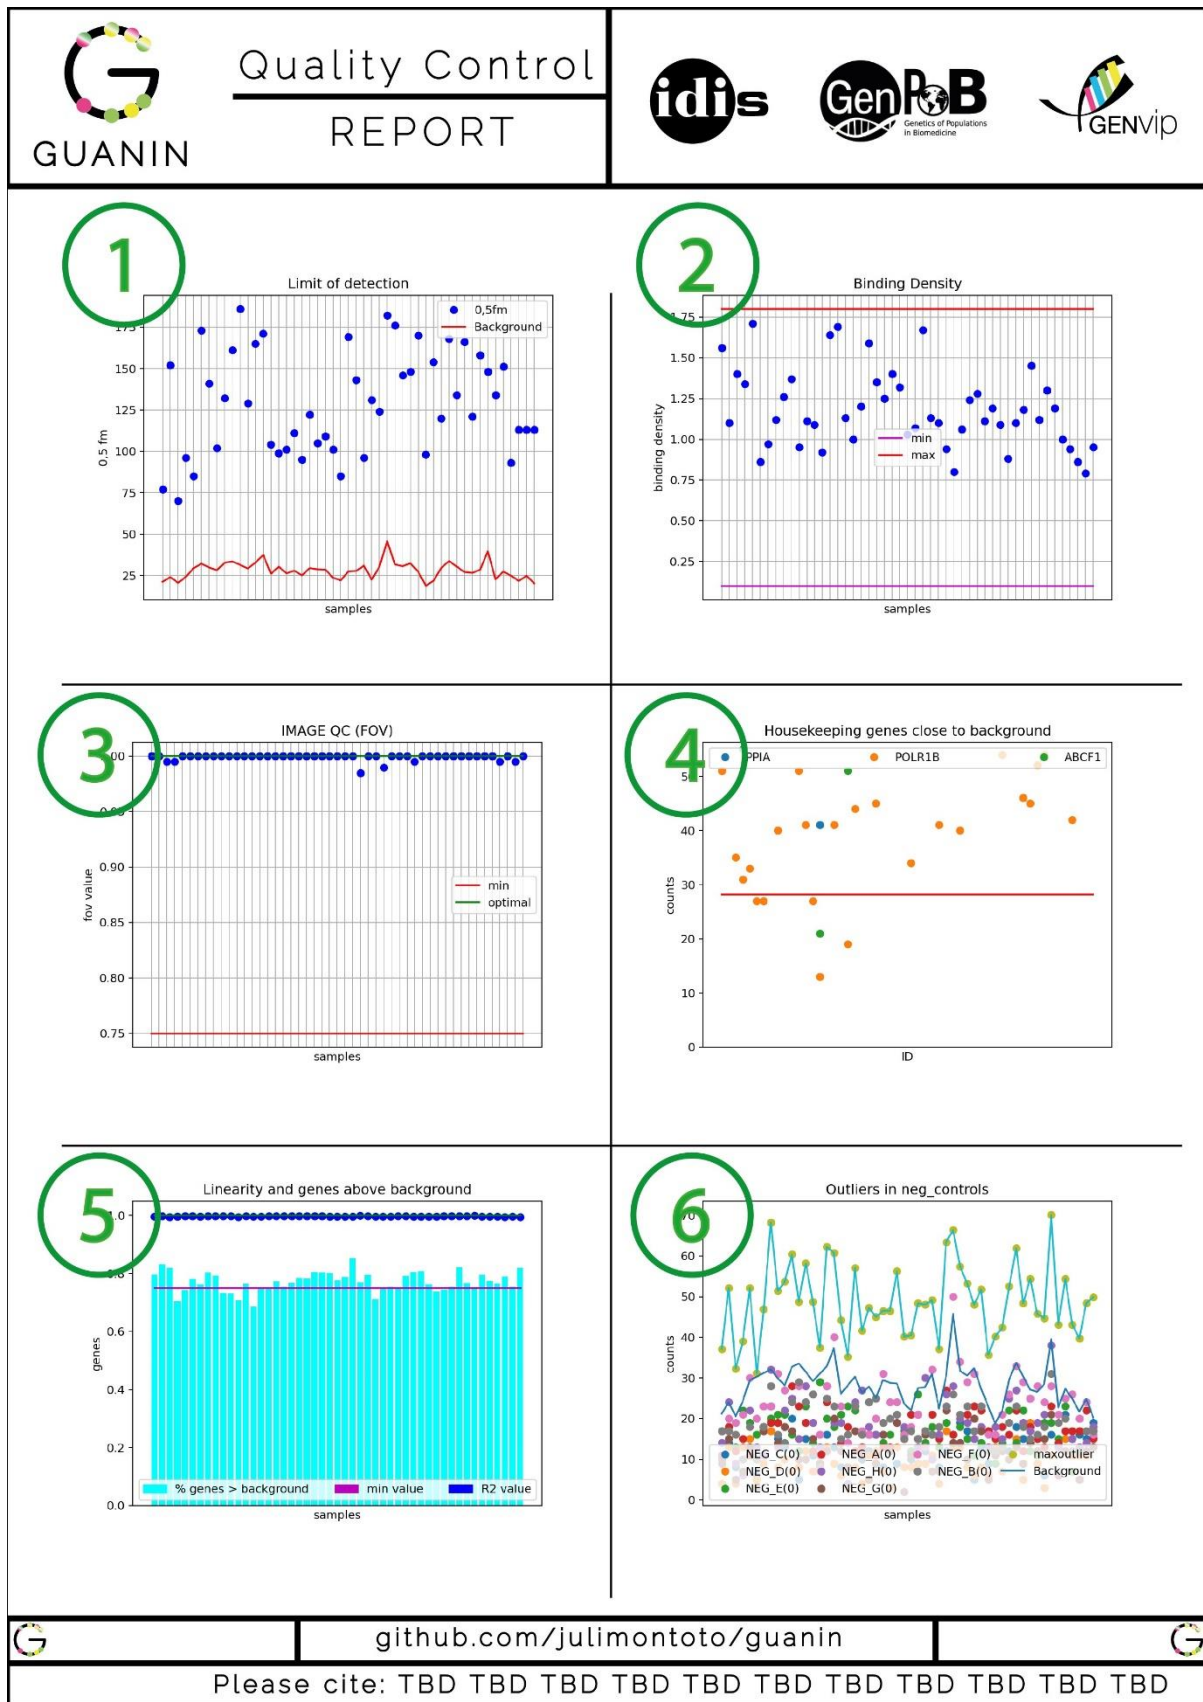 GUANIN
Quality Control
REPORT
idis
GenPoB
Genetics of Populations
in Biomedicine
GENvip
1
Limit of detection
0,5fm
Background
150
125
100
75
50
25
0,5 fm
samples
2
Binding Density
1.75
1.50
1.25
1.00
0.75
0.50
0.25
binding density
min
max
samples
3
IMAGE QC (FOV)
0.90
0.85
0.80
0.75
fov value
min
optimal
samples
4
Housekeeping genes close to background
PPIA
POLR1B
ABCF1
50
40
30
20
10
0
counts
ID
5
Linearity and genes above background
1.0
0.8
0.6
0.4
0.2
0.0
genes
% genes > background
min value
R2 value
samples
6
Outliers in neg_controls
70
60
50
40
30
20
10
0
counts
NEG_C(0)
NEG_A(0)
NEG_F(0)
maxoutlier
NEG_D(0)
NEG_H(0)
NEG_B(0)
Background
NEG_E(0)
NEG_G(0)
samples
github.com/julimontoto/guanin
Please cite: TBD TBD TBD TBD TBD TBD TBD TBD TBD TBD TBD